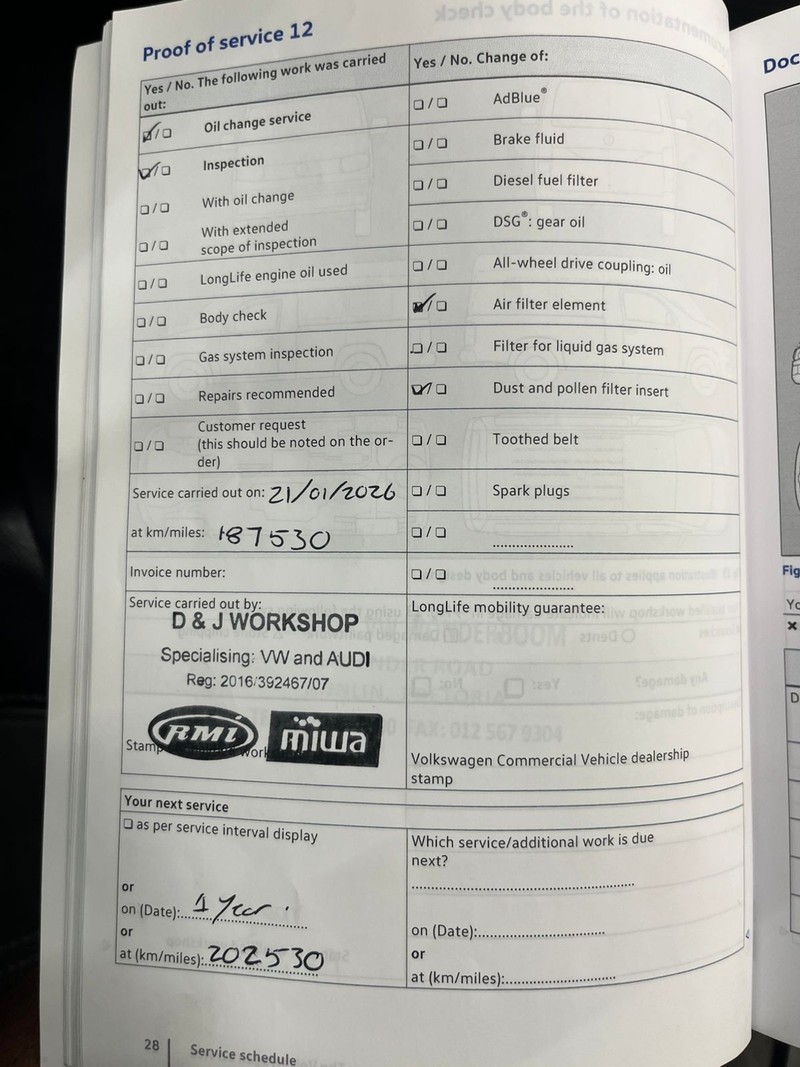 Proof of service 12
Yes / No. The following work was carried
out:
☑/☐ Oil change service
☑/☐ Inspection
☐/☐ With oil change
☐/☐ With extended
scope of inspection
☐/☐ LongLife engine oil used
☐/☐ Body check
☐/☐ Gas system inspection
☐/☐ Repairs recommended
☐/☐ Customer request
(this should be noted on the or-
der)
Service carried out on: 21/01/2026
at km/miles: 187530
Invoice number:
Service carried out by:
D & J WORKSHOP
Specialising: VW and AUDI
Reg: 2016/392467/07
RMi
miwa
Stamp
Yes / No. Change of:
☐/☐ AdBlue®
☐/☐ Brake fluid
☐/☐ Diesel fuel filter
☐/☐ DSG®: gear oil
☐/☐ All-wheel drive coupling: oil
☑/☐ Air filter element
☐/☐ Filter for liquid gas system
☑/☐ Dust and pollen filter insert
☐/☐ Toothed belt
☐/☐ Spark plugs
☐/☐ ....................
☐/☐ ....................
LongLife mobility guarantee:
Volkswagen Commercial Vehicle dealership
stamp
Your next service
☐ as per service interval display
or
on (Date): 1 Year.
or
at (km/miles): 202530
Which service/additional work is due
next?
on (Date):
or
at (km/miles):
28 | Service schedule
Doc
Fig
Yo
×
D